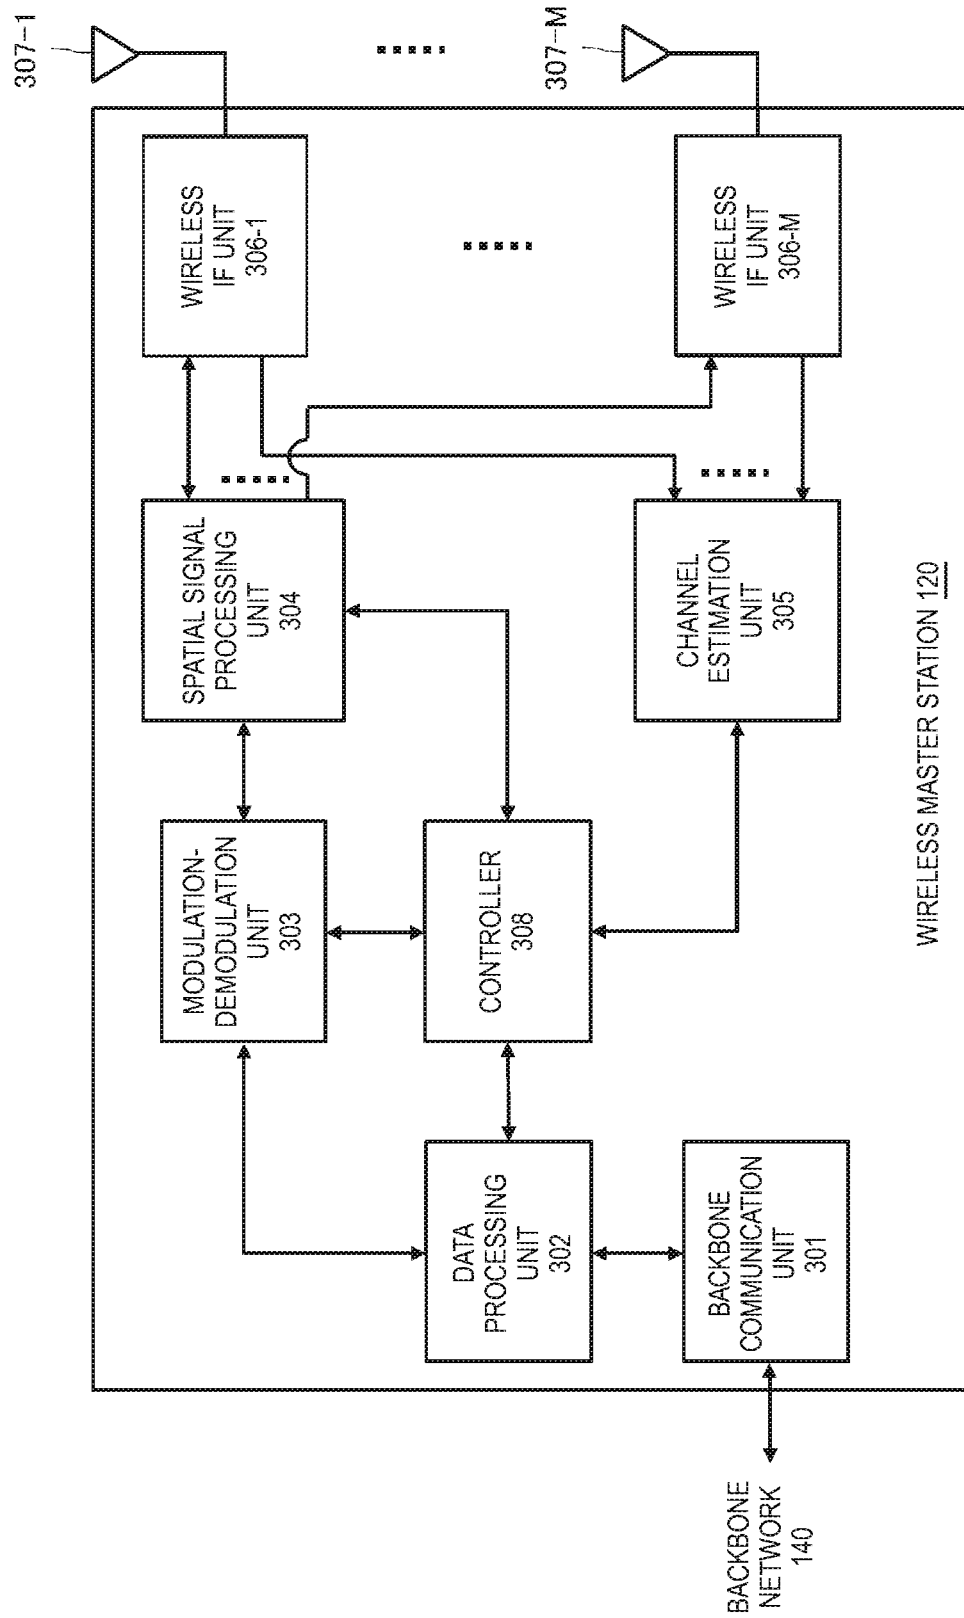 307-1
307-M
WIRELESS
IF UNIT
306-1
WIRELESS
IF UNIT
306-M
SPATIAL SIGNAL
PROCESSING
UNIT
304
CHANNEL
ESTIMATION
UNIT
305
MODULATION-
DEMODULATION
UNIT
303
CONTROLLER
308
DATA
PROCESSING
UNIT
302
BACKBONE
COMMUNICATION
UNIT
301
BACKBONE
NETWORK
140
WIRELESS MASTER STATION 120